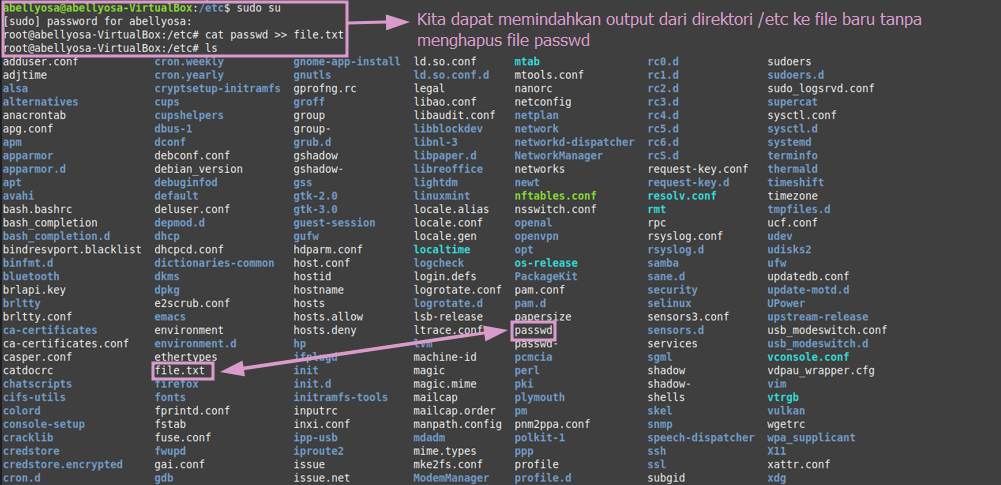 abellyosa@abellyosa-VirtualBox:/etc$ sudo su
[sudo] password for abellyosa:
root@abellyosa-VirtualBox:/etc# cat passwd >> file.txt
root@abellyosa-VirtualBox:/etc# ls
Kita dapat memindahkan output dari direktori /etc ke file baru tanpa
menghapus file passwd
adduser.conf cron.weekly gnome-app-install ld.so.conf mtab rc0.d sudoers
adjtime cron.yearly gnutls ld.so.conf.d mtools.conf rc1.d sudoers.d
alsa cryptsetup-initramfs gprofng.rc legal nanorc rc2.d sudo_logsrvd.conf
alternatives cups groff libao.conf netconfig rc3.d supercat
anacrontab cupshelpers group libaudit.conf netplan rc4.d sysctl.conf
apg.conf dbus-1 group- libblockdev network rc5.d sysctl.d
apm dconf grub.d libnl-3 networkd-dispatcher rc6.d systemd
apparmor debconf.conf gshadow libpaper.d NetworkManager rc5.d terminfo
apparmor.d debian_version gshadow- libreoffice networks request-key.conf thermald
apt debuginfod gss lightdm newt request-key.d timeshift
avahi default gtk-2.0 linuxmint nftables.conf resolv.conf timezone
bash.bashrc deluser.conf gtk-3.0 locale.alias nsswitch.conf rmt tmpfiles.d
bash_completion depmod.d guest-session locale.conf openal rpc ucf.conf
bash_completion.d dhcp gufw locale.gen openvpn rsyslog.conf udev
bindresvport.blacklist dhcpcd.conf hdparm.conf localtime opt rsyslog.d udisks2
binfmt.d dictionaries-common host.conf logcheck os-release samba ufw
bluetooth dkms hostid login.defs PackageKit sane.d updatedb.conf
brlapi.key dpkg hostname logrotate.conf pam.conf security update-motd.d
brltty e2scrub.conf hosts logrotate.d pam.d selinux UPower
brltty.conf emacs hosts.allow lsb-release papersize sensors3.conf upstream-release
ca-certificates environment hosts.deny ltrace.conf passwd sensors.d usb_modeswitch.conf
ca-certificates.conf environment.d hp lvm passwd- services usb_modeswitch.d
casper.conf ethertypes ifplugd machine-id pcmcia sgml vconsole.conf
catdocrc file.txt init magic perl shadow vdpau_wrapper.cfg
chatscripts firefox init.d magic.mime pki shadow- vim
cifs-utils fonts initramfs-tools mailcap plymouth shells vtrgb
colord fprintd.conf inputrc mailcap.order pm skel vulkan
console-setup fstab inxi.conf manpath.config pnm2ppa.conf snmp wgetrc
cracklib fuse.conf ipp-usb mdadm polkit-1 speech-dispatcher wpa_supplicant
credstore fwupd iproute2 mime.types ppp ssh X11
credstore.encrypted gai.conf issue mke2fs.conf profile ssl xattr.conf
cron.d gdb issue.net ModemManager profile.d subgid xdg